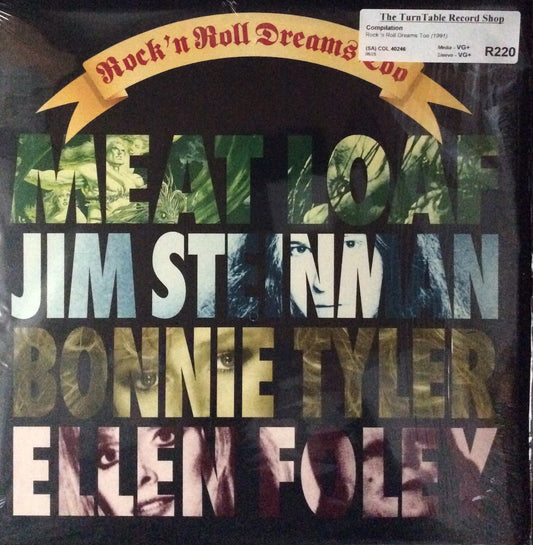 Rock'n Roll Dreams Too
The TurnTable Record Shop
Compilation
Rock 'n Roll Dreams Too (1991)
(SA) COL 40246
Media - VG+
Sleeve - VG+
R220
MEAT LOAF
JIM STEINMAN
BONNIE TYLER
ELLEN FOLEY